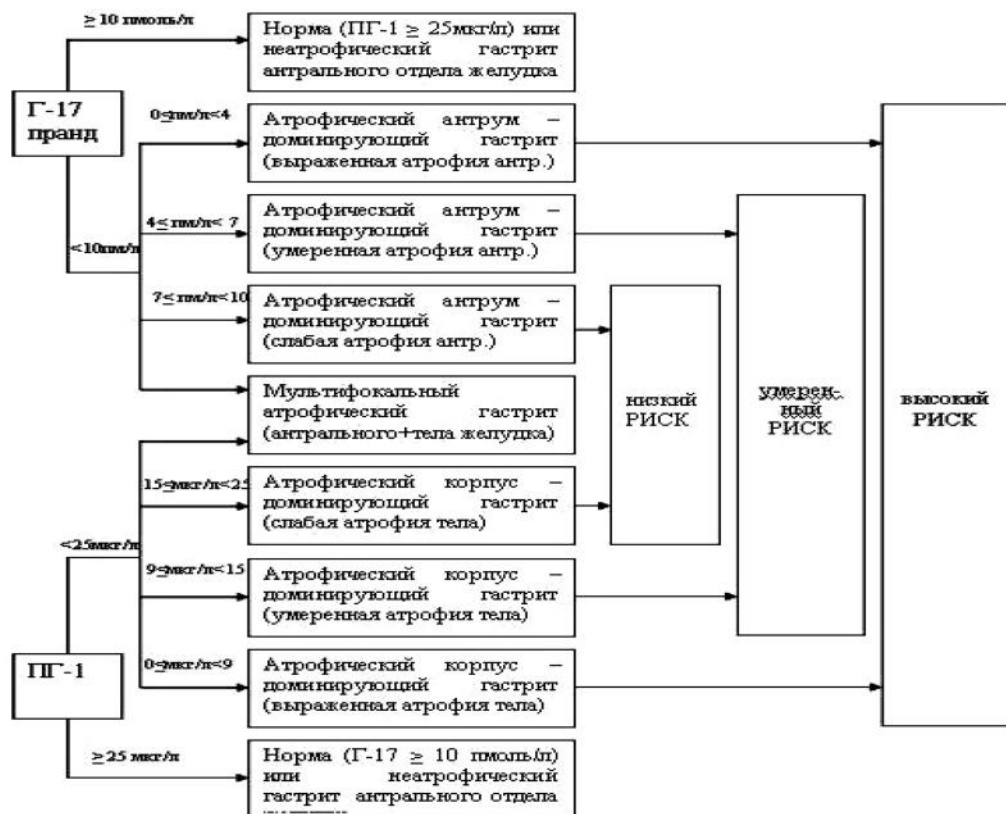 ≥ 10 пмоль/л
Норма (ПГ-1 ≥ 25мкг/л) или
неатрофический гастрит
антрального отдела желудка
Г-17
пранд
0≤пм/л<4
Атрофический антрум –
доминирующий гастрит
(выраженная атрофия антр.)
4≤ пм/л< 7
Атрофический антрум –
доминирующий гастрит
(умеренная атрофия антр.)
<10пм/л
7≤ пм/л<10
Атрофический антрум –
доминирующий гастрит
(слабая атрофия антр.)
Мультифокальный
атрофический гастрит
(антрального+тела желудка)
низкий
РИСК
умерен-
ный
РИСК
высокий
РИСК
15≤мкг/л<25
Атрофический корпус –
доминирующий гастрит
(слабая атрофия тела)
<25мкг/л
9≤мкг/л<15
Атрофический корпус –
доминирующий гастрит
(умеренная атрофия тела)
ПГ-1
0≤мкг/л<9
Атрофический корпус –
доминирующий гастрит
(выраженная атрофия тела)
≥25 мкг/л
Норма (Г-17 ≥ 10 пмоль/л)
или неатрофический
гастрит антрального отдела